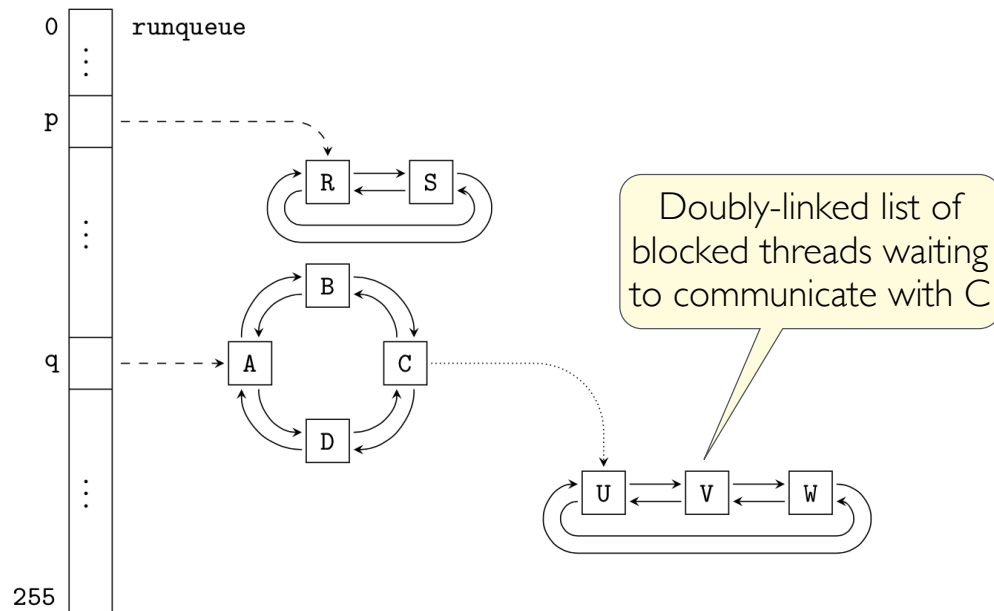 0 runqueue
⋮
p
R S
Doubly-linked list of
blocked threads waiting
to communicate with C
⋮
B
q
A C
D
U V W
⋮
255